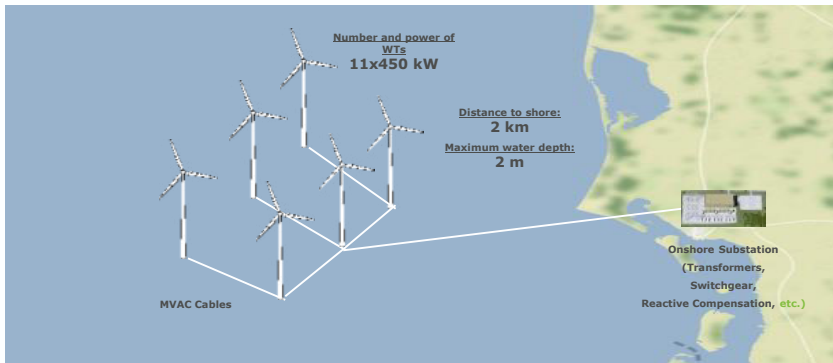 Number and power of
WTs
11x450 kW
Distance to shore:
2 km
Maximum water depth:
2 m
MVAC Cables
Onshore Substation
(Transformers,
Switchgear,
Reactive Compensation, etc.)